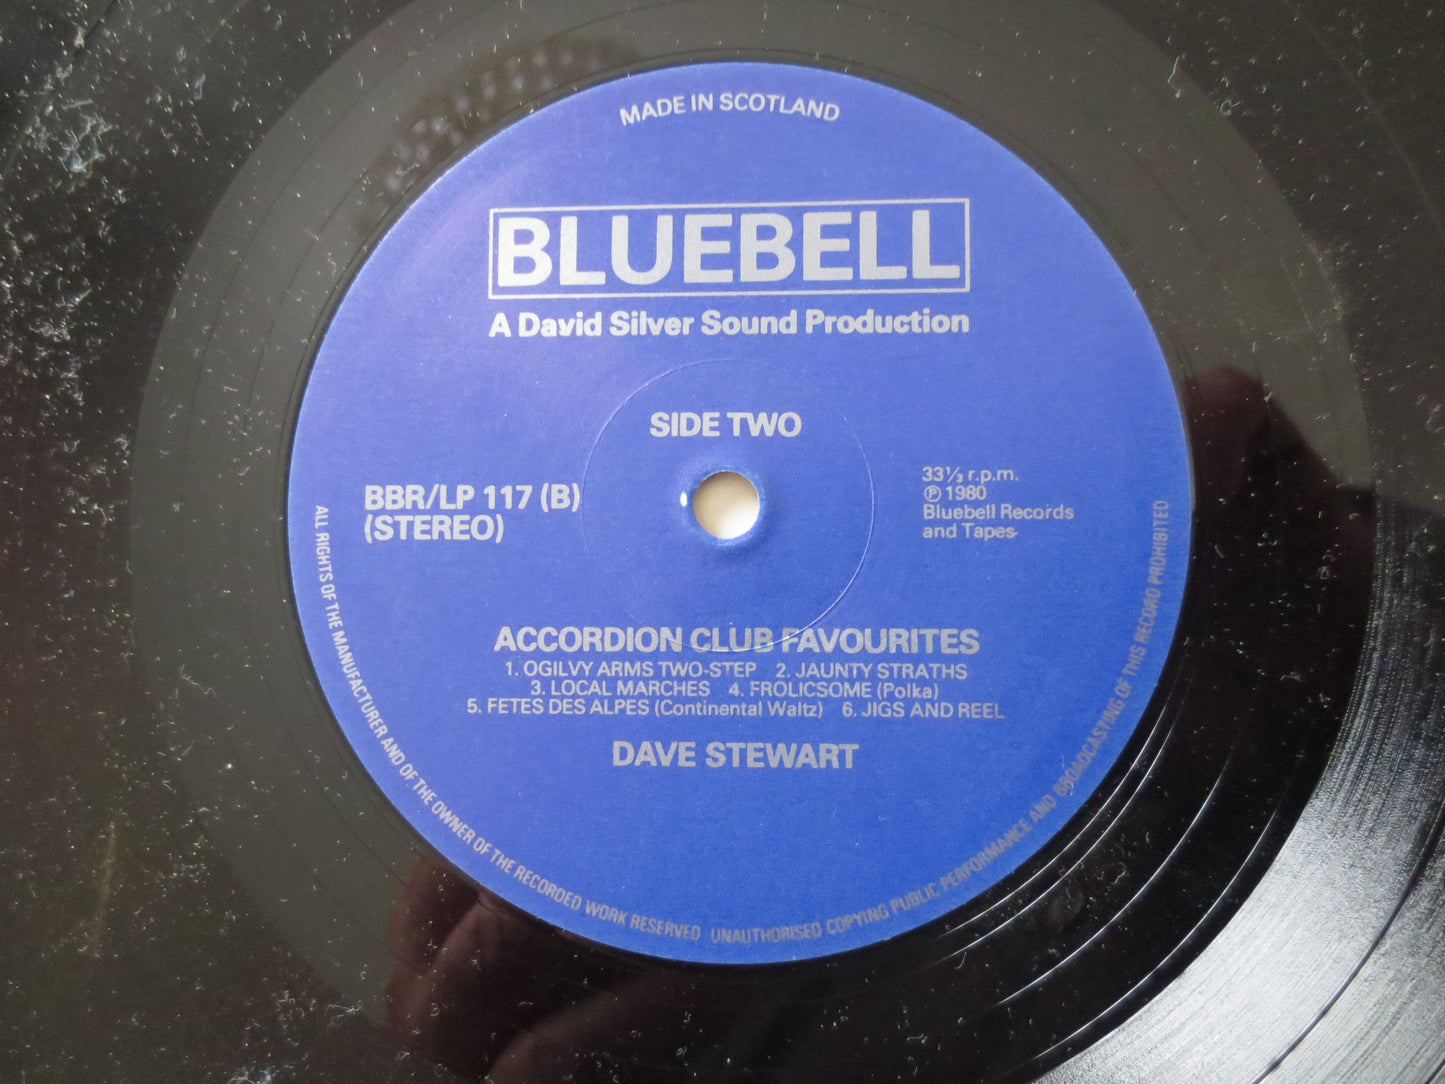 MADE IN SCOTLAND
BLUEBELL
A David Silver Sound Production
SIDE TWO
BBR/LP 117 (B)
(STEREO)
33⅓ r.p.m.
℗ 1980
Bluebell Records
and Tapes
ACCORDION CLUB FAVOURITES
1. OGILVY ARMS TWO-STEP 2. JAUNTY STRATHS
3. LOCAL MARCHES 4. FROLICSOME (Polka)
5. FETES DES ALPES (Continental Waltz) 6. JIGS AND REEL
DAVE STEWART
ALL RIGHTS OF THE MANUFACTURER AND OF THE OWNER OF THE RECORDED WORK RESERVED UNAUTHORISED COPYING PUBLIC PERFORMANCE AND BROADCASTING OF THIS RECORD PROHIBITED